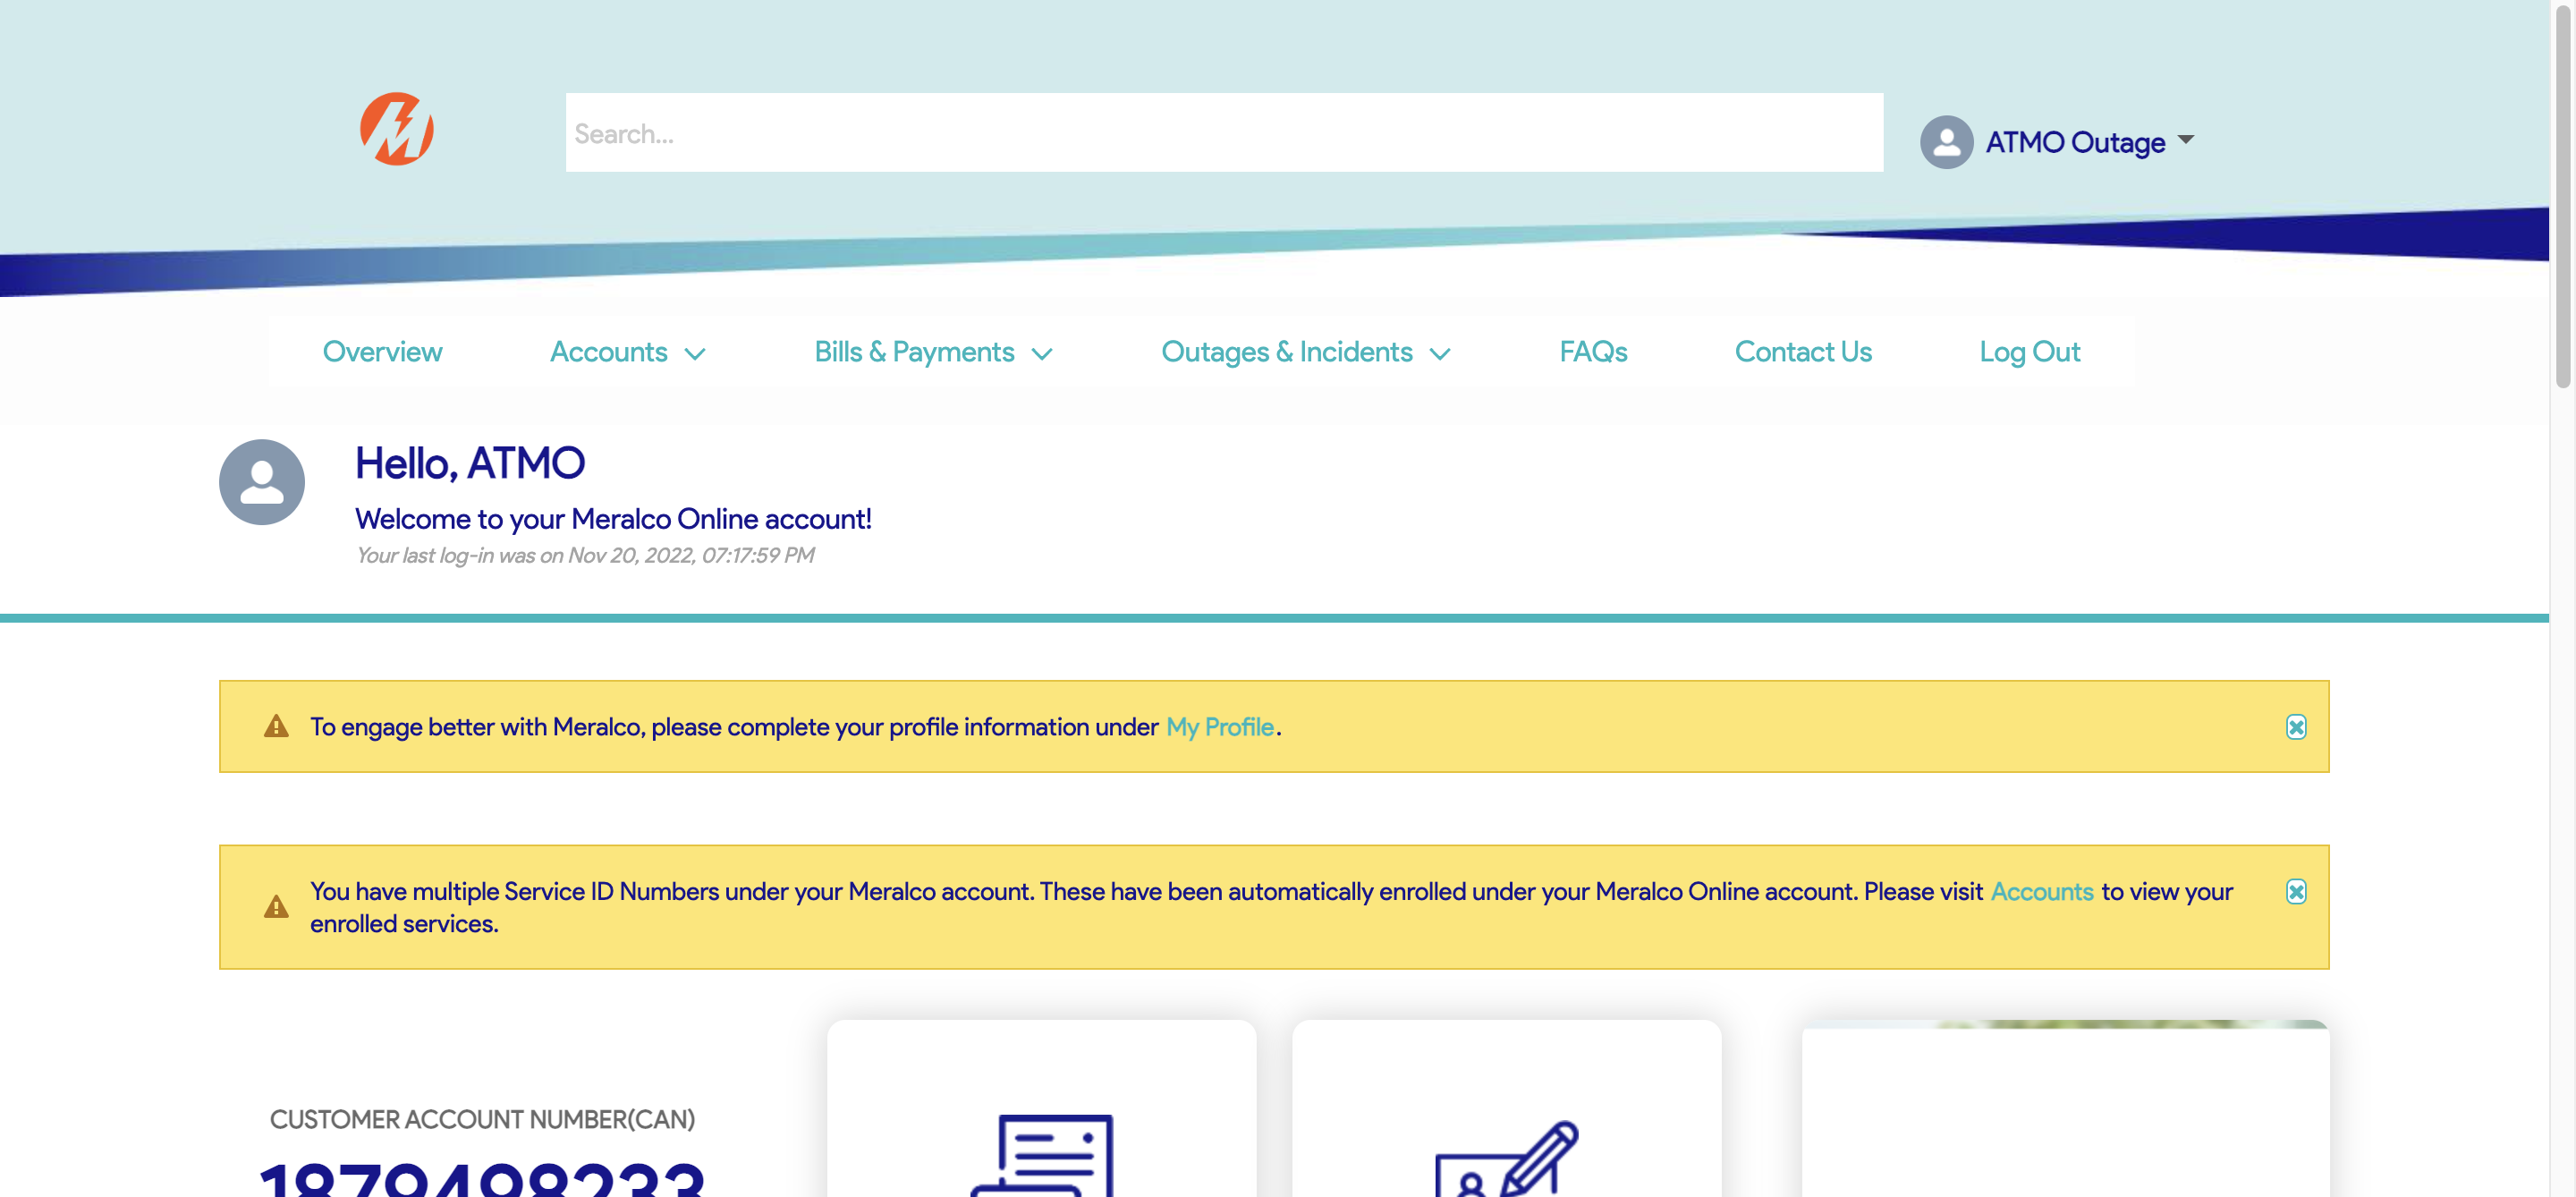 Search...
ATMO Outage
Overview Accounts Bills & Payments Outages & Incidents FAQs Contact Us Log Out
Hello, ATMO
Welcome to your Meralco Online account!
Your last log-in was on Nov 20, 2022, 07:17:59 PM
To engage better with Meralco, please complete your profile information under My Profile.
You have multiple Service ID Numbers under your Meralco account. These have been automatically enrolled under your Meralco Online account. Please visit Accounts to view your
enrolled services.
CUSTOMER ACCOUNT NUMBER(CAN)
1879498233